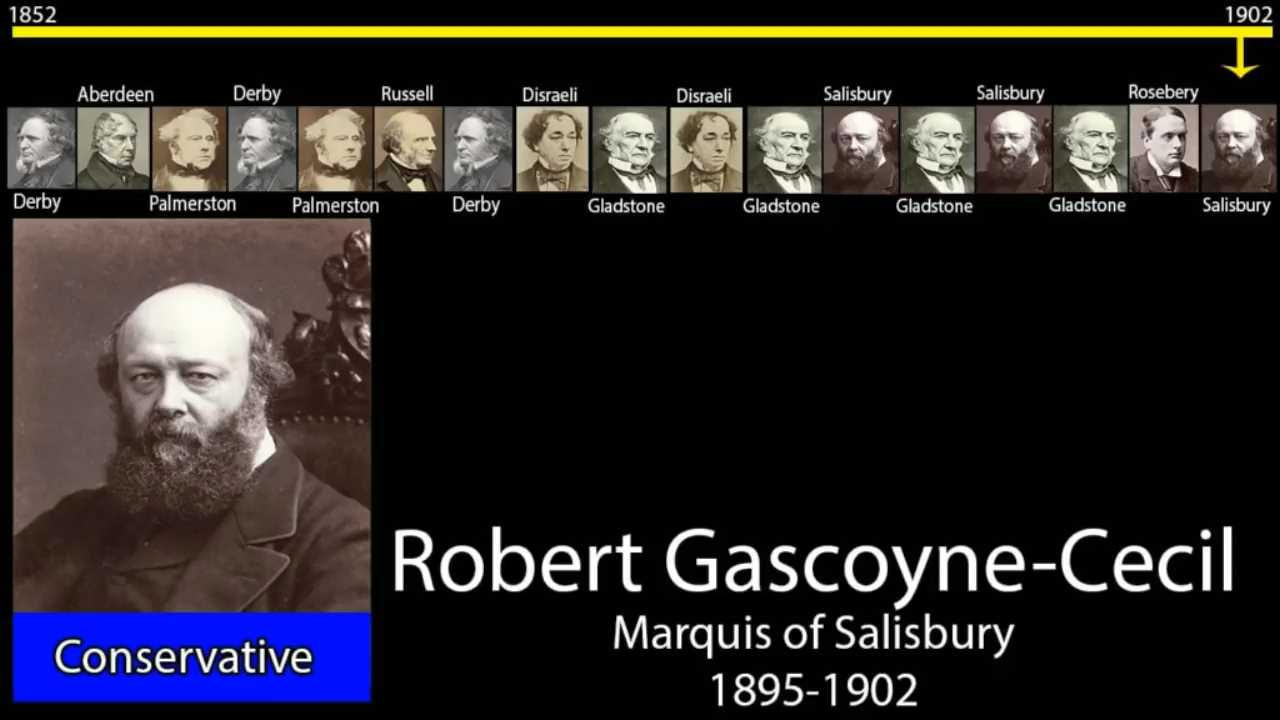 1852 1902
Aberdeen Derby Russell Disraeli Disraeli Salisbury Salisbury Rosebery
Derby Palmerston Palmerston Derby Gladstone Gladstone Gladstone Gladstone Salisbury
Robert Gascoyne-Cecil
Marquis of Salisbury
Conservative
1895-1902